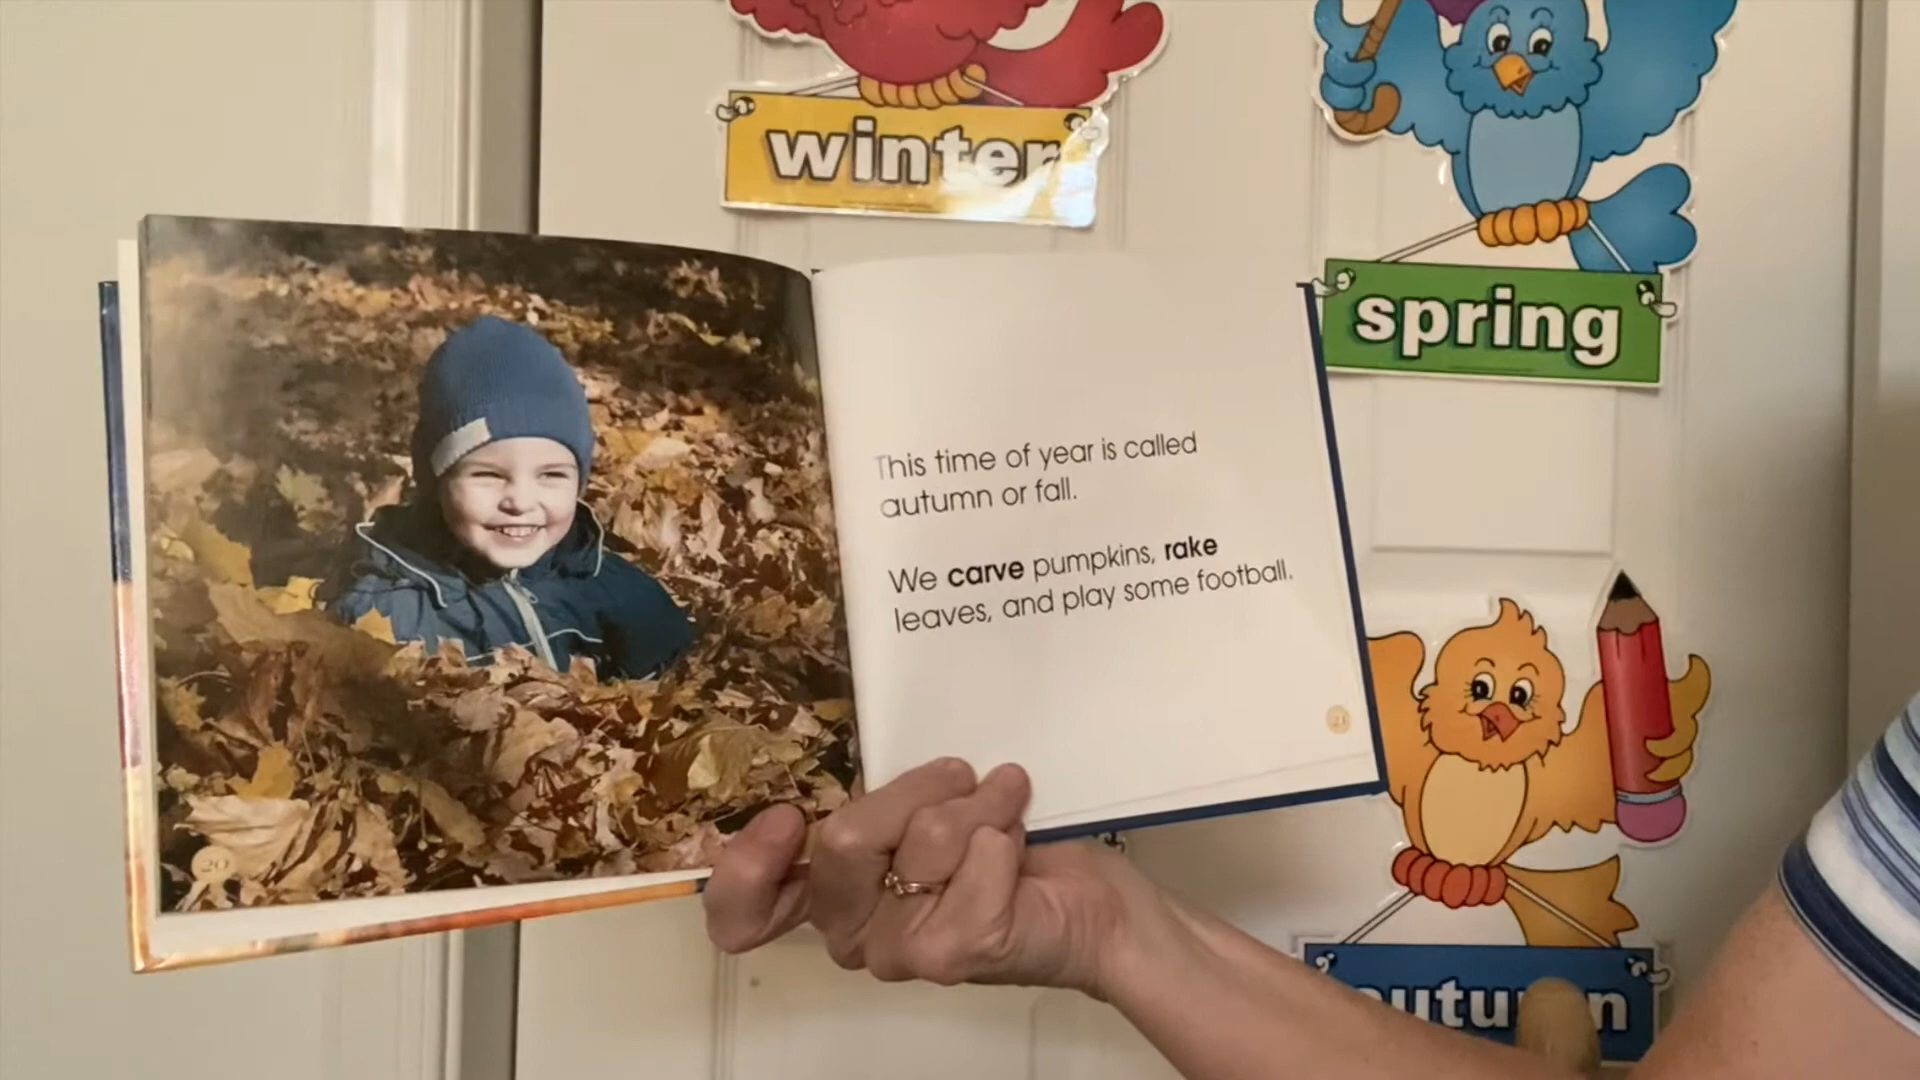 winter
spring
This time of year is called
autumn or fall.
We carve pumpkins, rake
leaves, and play some football.
20
21
autumn